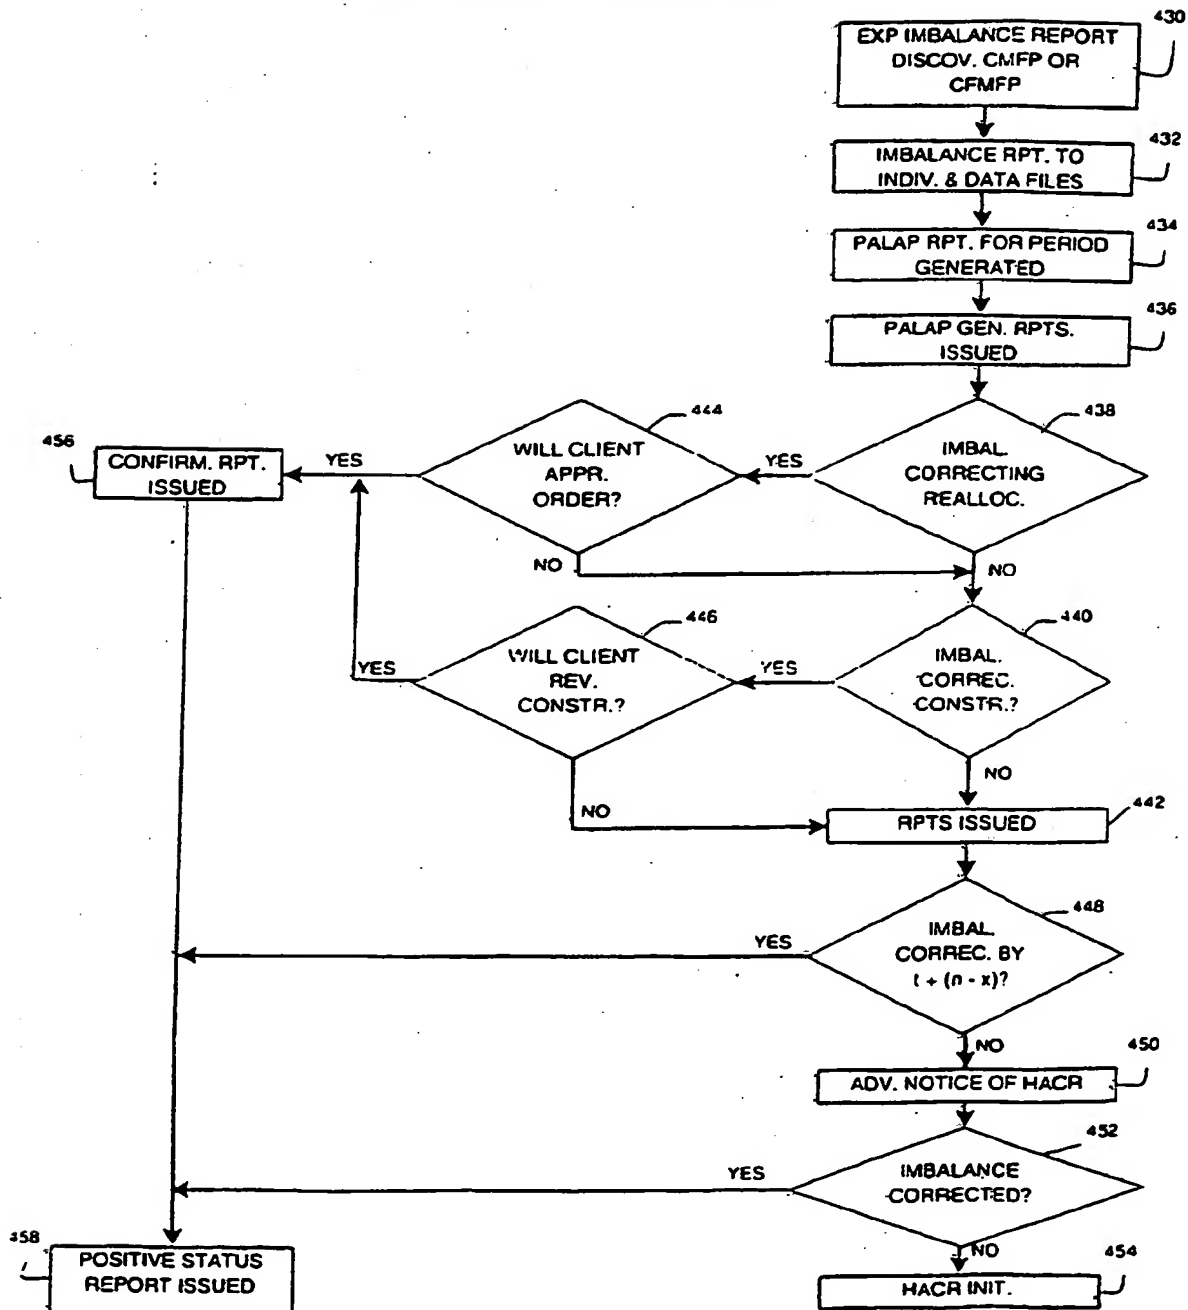 430
EXP IMBALANCE REPORT
DISCOV. CMFP OR
CFMFP
432
IMBALANCE RPT. TO
INDIV. & DATA FILES
434
PALAP RPT. FOR PERIOD
GENERATED
436
PALAP GEN. RPTS.
ISSUED
438
IMBAL.
CORRECTING
REALLOC.
YES
NO
444
WILL CLIENT
APPR.
ORDER?
YES
NO
456
CONFIRM. RPT.
ISSUED
440
IMBAL.
CORREC.
CONSTR.?
YES
NO
446
WILL CLIENT
REV.
CONSTR.?
YES
NO
442
RPTS ISSUED
448
IMBAL.
CORREC. BY
t + (n - x)?
YES
NO
450
ADV. NOTICE OF HACR
452
IMBALANCE
CORRECTED?
YES
NO
454
HACR INIT.
458
POSITIVE STATUS
REPORT ISSUED